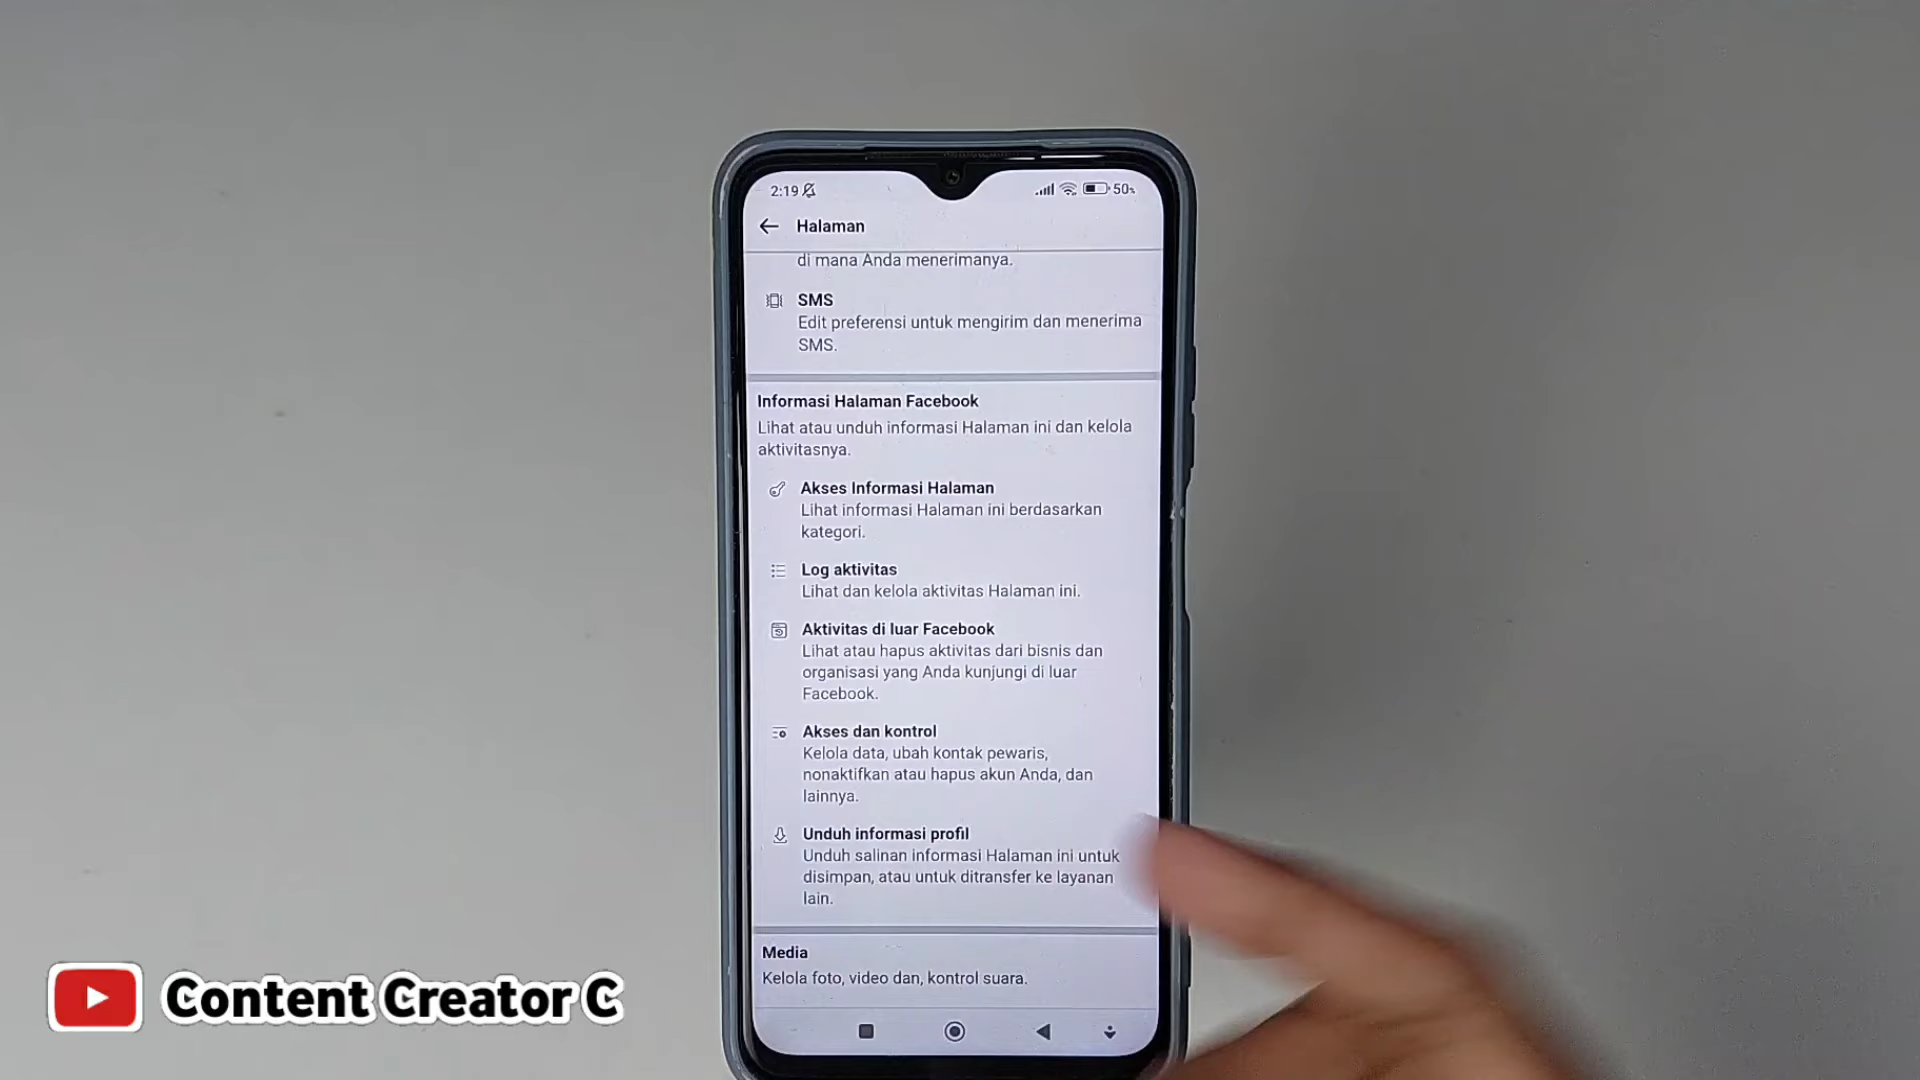 2:19
50%
Halaman
di mana Anda menerimanya.
SMS
Edit preferensi untuk mengirim dan menerima
SMS.
Informasi Halaman Facebook
Lihat atau unduh informasi Halaman ini dan kelola
aktivitasnya.
Akses Informasi Halaman
Lihat informasi Halaman ini berdasarkan
kategori.
Log aktivitas
Lihat dan kelola aktivitas Halaman ini.
Aktivitas di luar Facebook
Lihat atau hapus aktivitas dari bisnis dan
organisasi yang Anda kunjungi di luar
Facebook.
Akses dan kontrol
Kelola data, ubah kontak pewaris,
nonaktifkan atau hapus akun Anda, dan
lainnya.
Unduh informasi profil
Unduh salinan informasi Halaman ini untuk
disimpan, atau untuk ditransfer ke layanan
lain.
Media
Kelola foto, video dan, kontrol suara.
Content Creator C